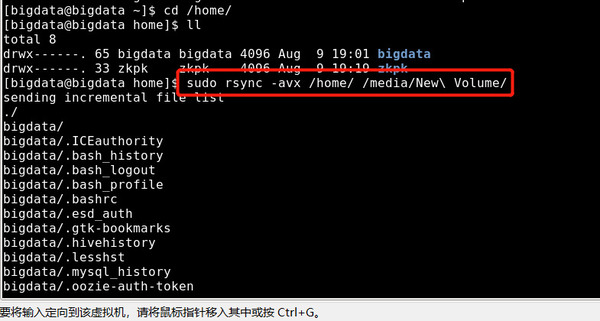 [bigdata@bigdata ~]$ cd /home/
[bigdata@bigdata home]$ ll
total 8
drwx------. 65 bigdata bigdata 4096 Aug  9 19:01 bigdata
drwx------. 33 zkpk    zkpk    4096 Aug  9 19:19 zkpk
[bigdata@bigdata home]$ sudo rsync -avx /home/ /media/New\ Volume/
sending incremental file list
./
bigdata/
bigdata/.ICEauthority
bigdata/.bash_history
bigdata/.bash_logout
bigdata/.bash_profile
bigdata/.bashrc
bigdata/.esd_auth
bigdata/.gtk-bookmarks
bigdata/.hivehistory
bigdata/.lesshst
bigdata/.mysql_history
bigdata/.oozie-auth-token
要将输入定向到该虚拟机，请将鼠标指针移入其中或按 Ctrl+G。